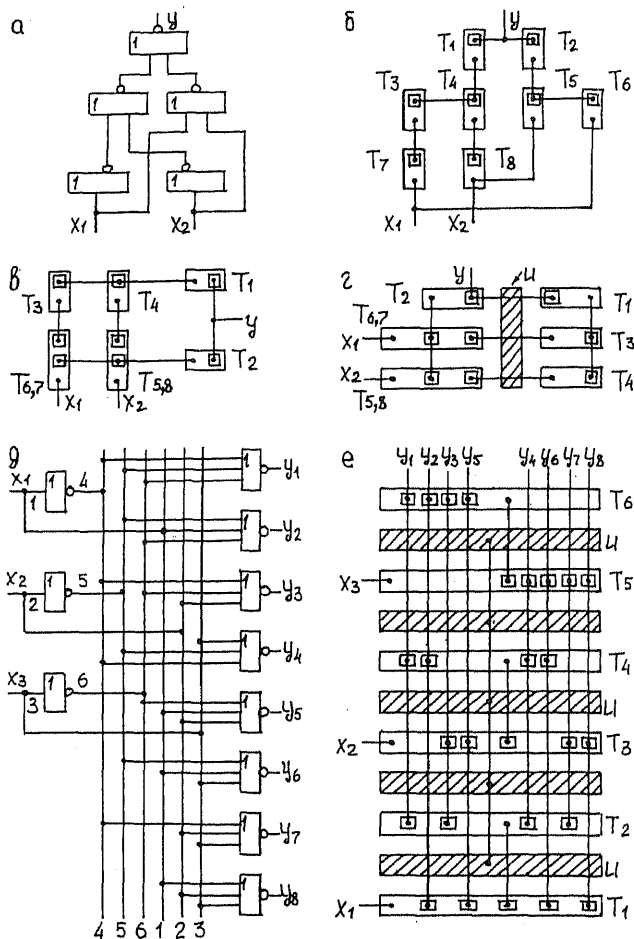 а
y
1
1
1
1
1
X1 X2
б
y
T1 T2
T3 T4 T5 T6
T7 T8
X1 X2
в
T3 T4 T1
y
T6,7 T5,8 T2
X1 X2
г
y И
T2 T1
T6,7
X1 T3
X2 T4
T5,8
д
X1 1 1 4
X2 2 1 5
X3 3 1 6
1 y1
1 y2
1 y3
1 y4
1 y5
1 y6
1 y7
1 y8
4 5 6 1 2 3
е
y1 y2 y3 y5 y4 y6 y7 y8
T6
И
X3 T5
T4
И
X2 T3
T2
И
X1 T1